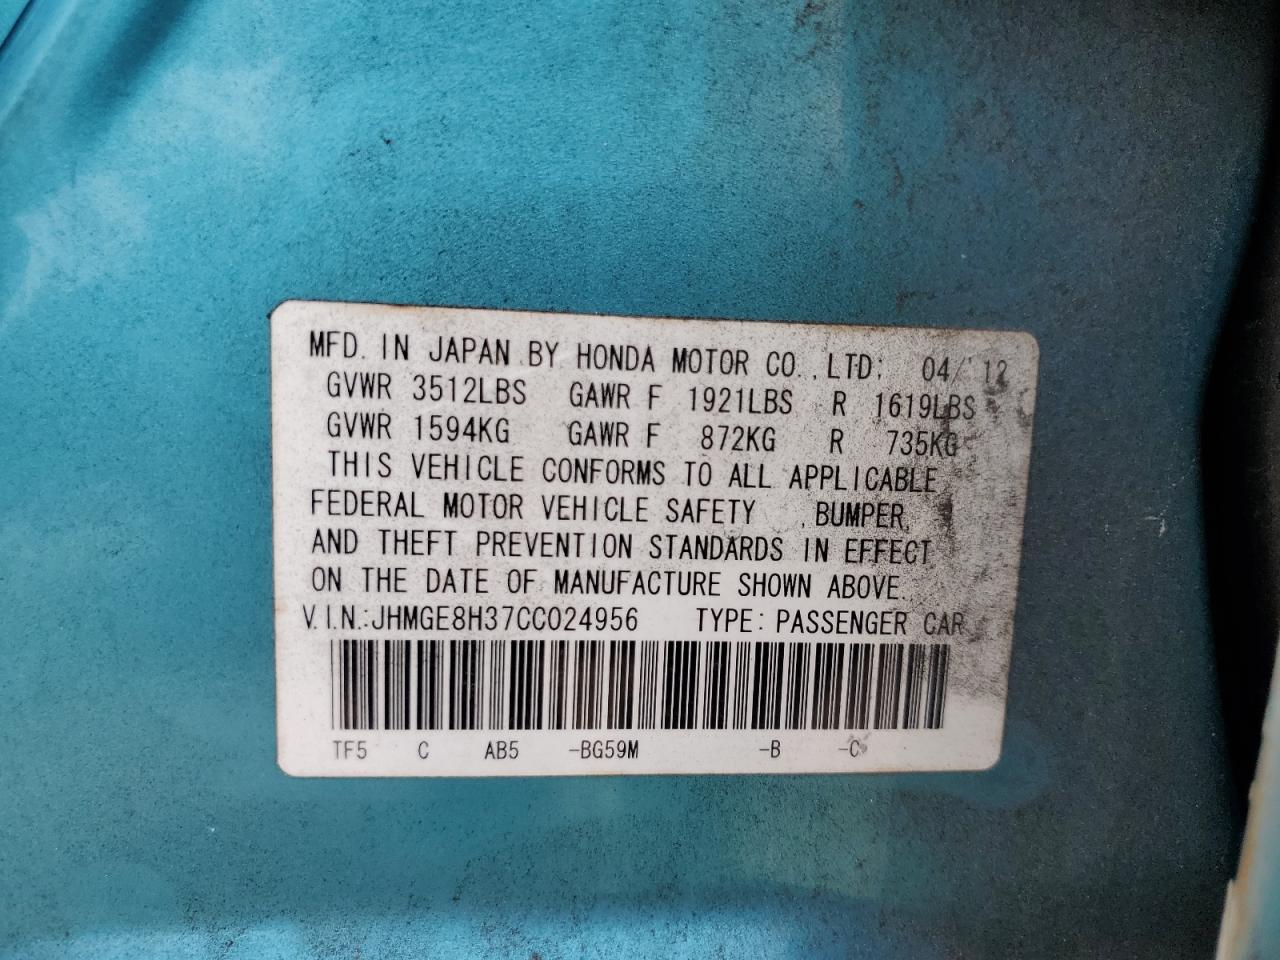 MFD. IN JAPAN BY HONDA MOTOR CO., LTD: 04/12
GVWR 3512LBS GAWR F 1921LBS R 1619LBS
GVWR 1594KG GAWR F 872KG R 735KG
THIS VEHICLE CONFORMS TO ALL APPLICABLE
FEDERAL MOTOR VEHICLE SAFETY , BUMPER,
AND THEFT PREVENTION STANDARDS IN EFFECT
ON THE DATE OF MANUFACTURE SHOWN ABOVE.
V.I.N.:JHMGE8H37CC024956 TYPE: PASSENGER CAR
TF5 C AB5 -BG59M -B -C